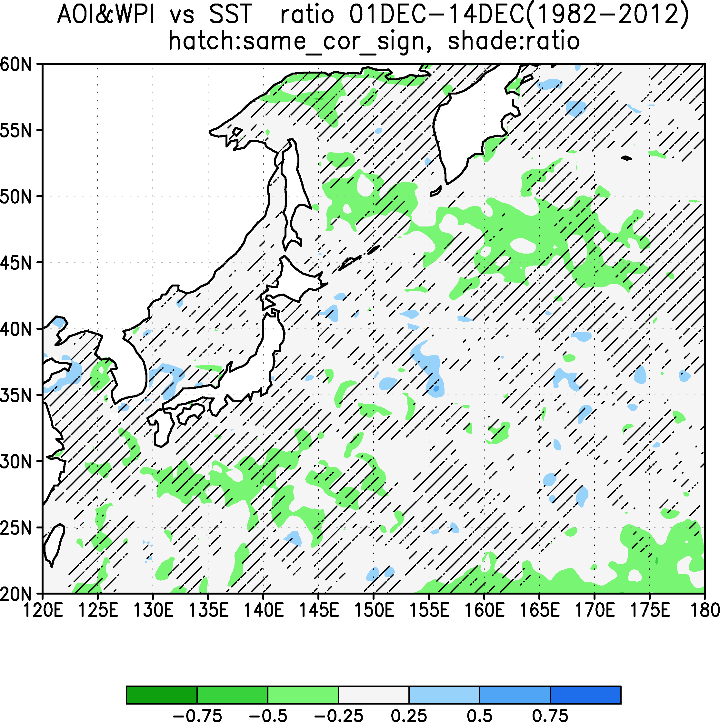 AOI&WPI vs SST ratio 01DEC-14DEC(1982-2012)
hatch:same_cor_sign, shade:ratio
60N
55N
50N
45N
40N
35N
30N
25N
20N
120E 125E 130E 135E 140E 145E 150E 155E 160E 165E 170E 175E 180
-0.75 -0.5 -0.25 0.25 0.5 0.75